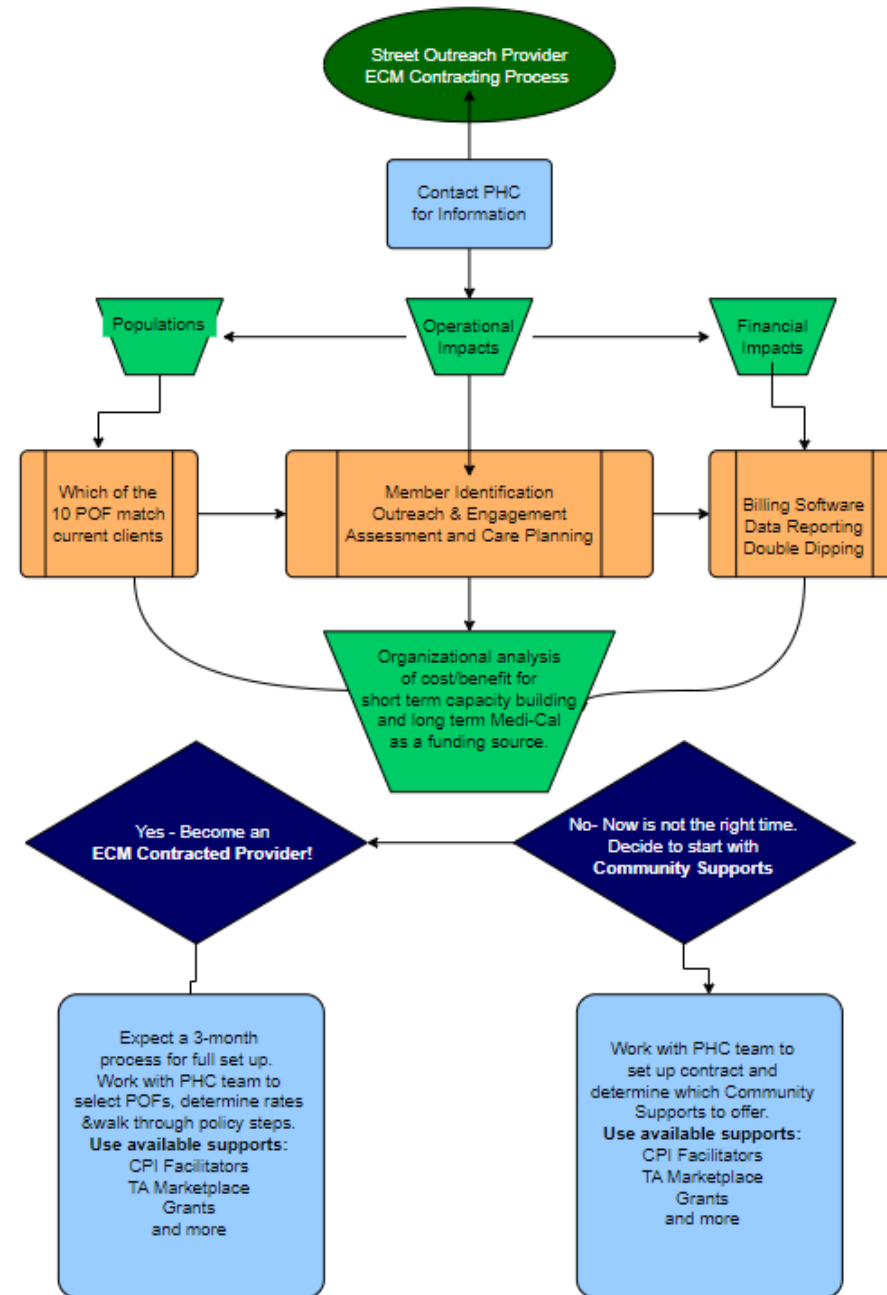 Street Outreach Provider
ECM Contracting Process
Contact PHC
for Information
Populations
Operational
Impacts
Financial
Impacts
Which of the
10 POF match
current clients
Member Identification
Outreach & Engagement
Assessment and Care Planning
Billing Software
Data Reporting
Double Dipping
Organizational analysis
of cost/benefit for
short term capacity building
and long term Medi-Cal
as a funding source.
Yes - Become an
ECM Contracted Provider!
No- Now is not the right time.
Decide to start with
Community Supports
Expect a 3-month
process for full set up.
Work with PHC team to
select POFs, determine rates
&walk through policy steps.
Use available supports:
CPI Facilitators
TA Marketplace
Grants
and more
Work with PHC team to
set up contract and
determine which Community
Supports to offer.
Use available supports:
CPI Facilitators
TA Marketplace
Grants
and more